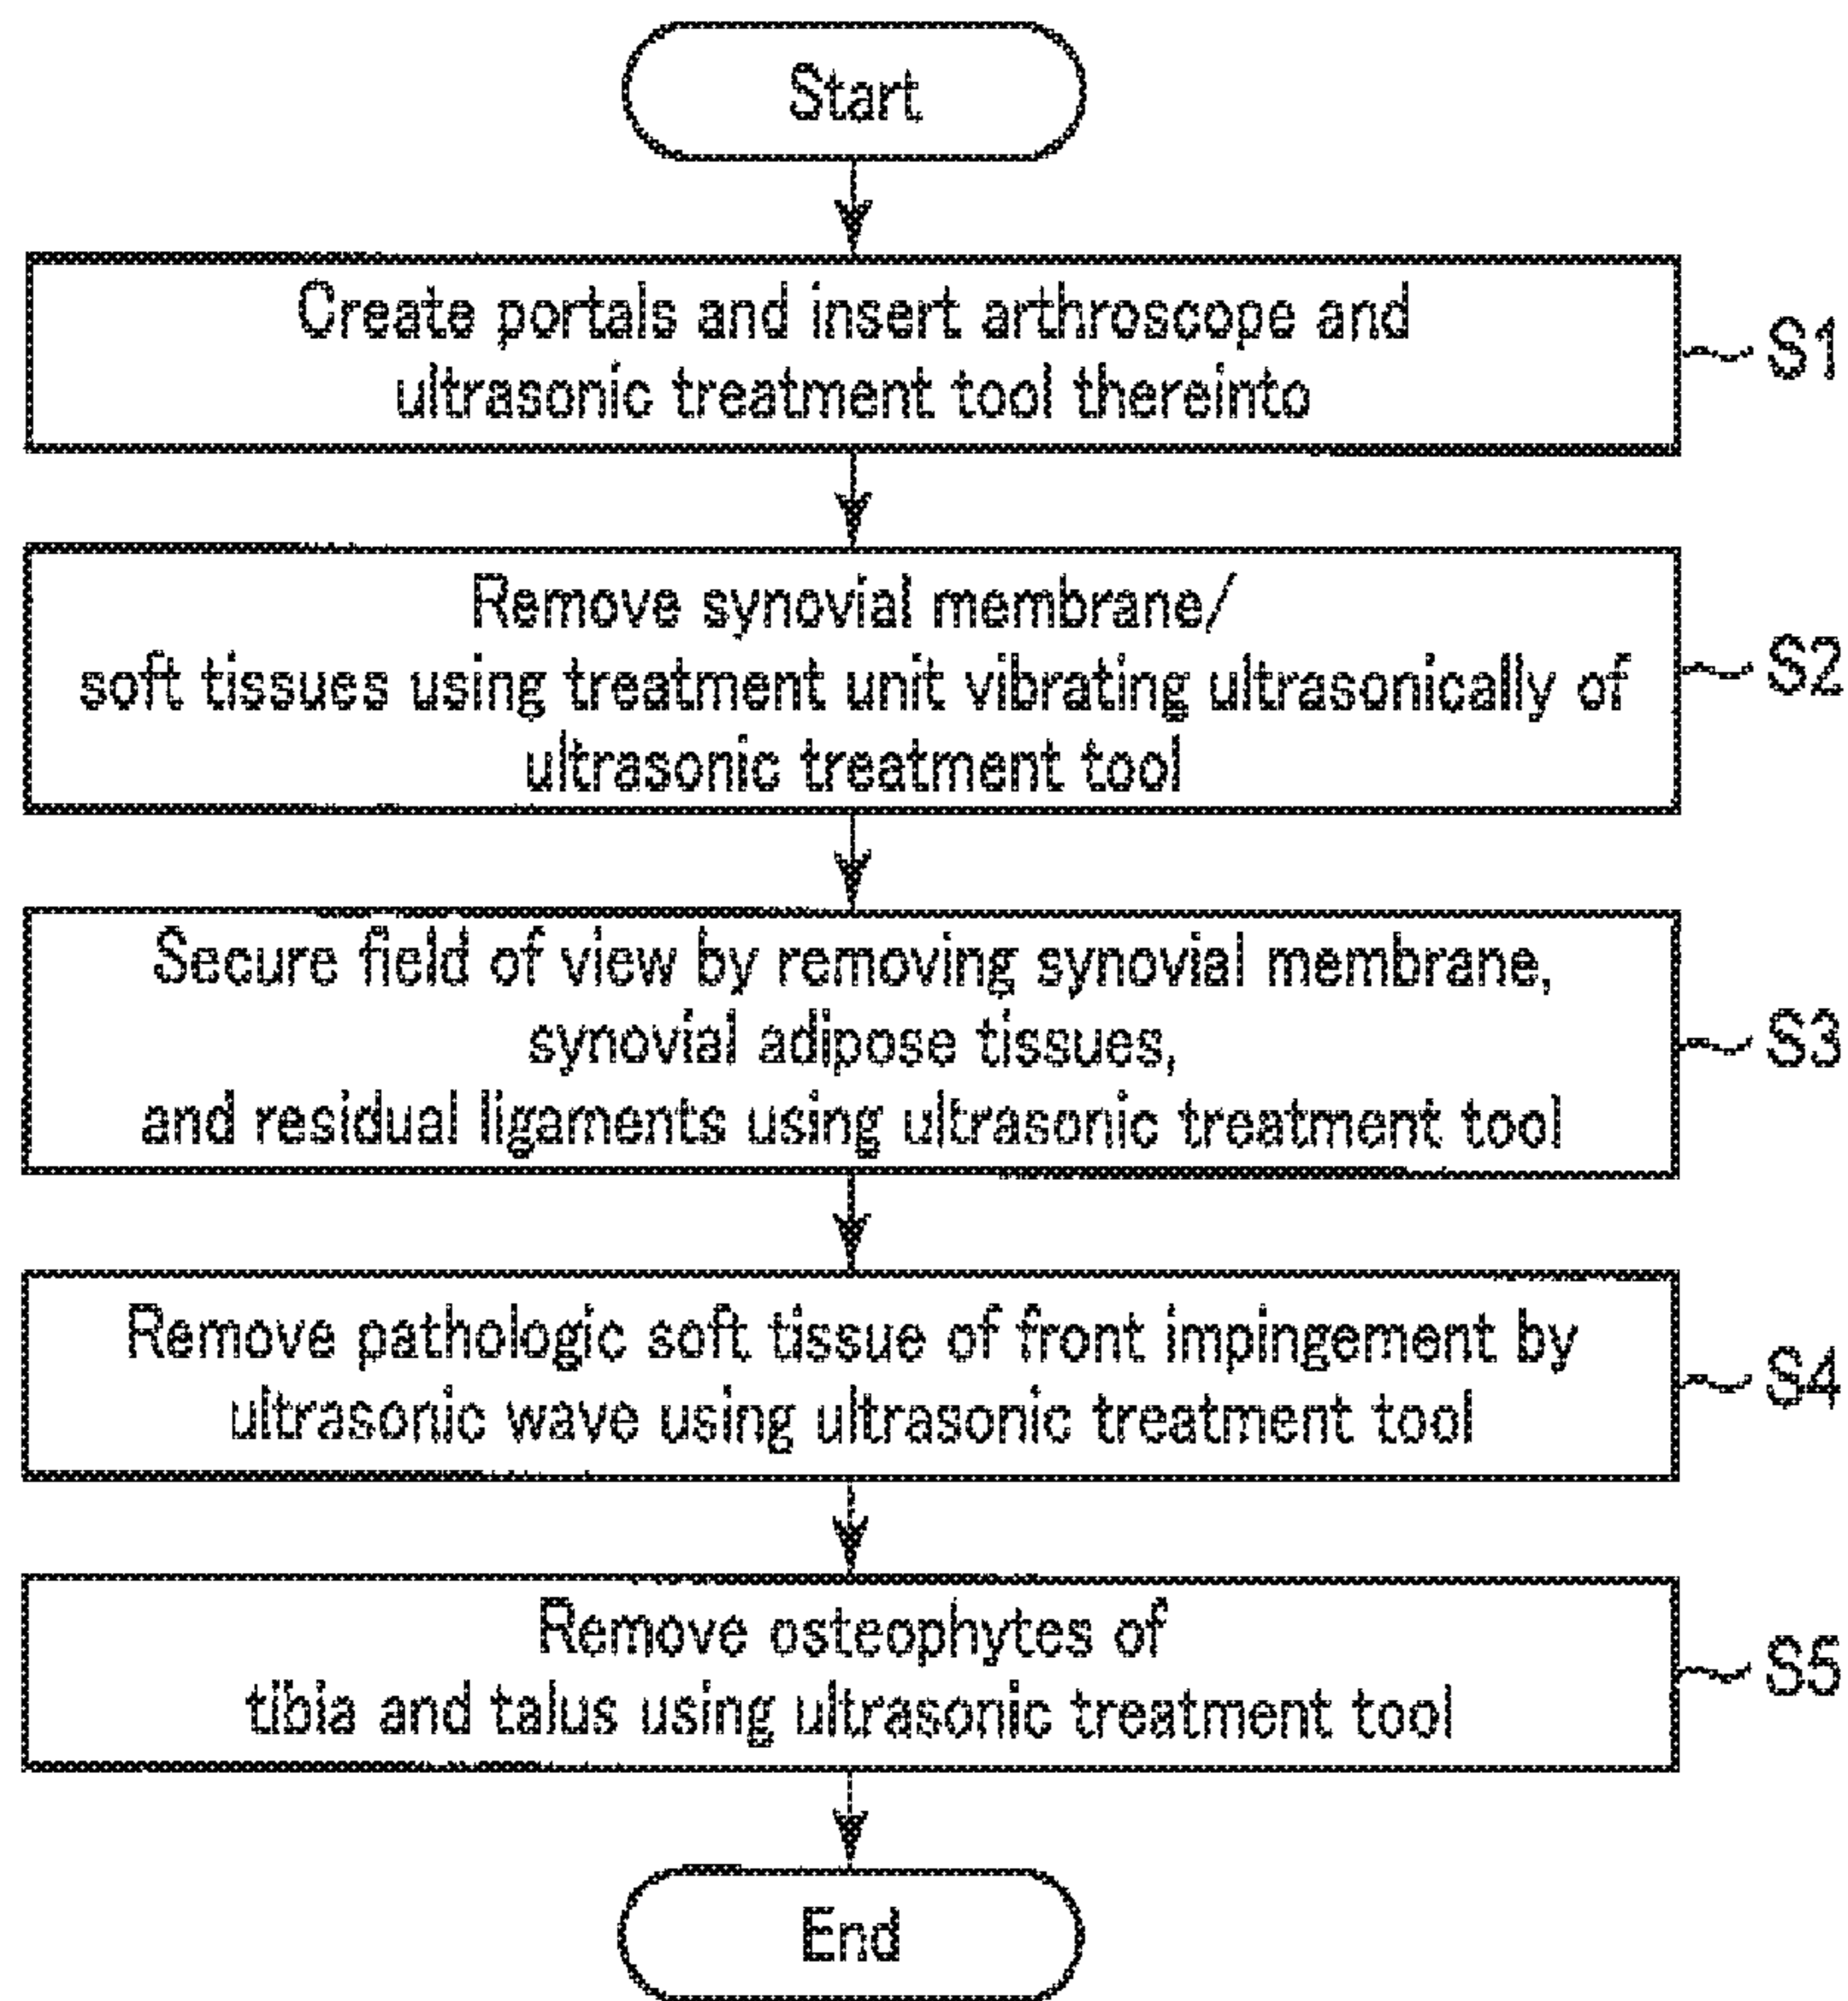 Start
Create portals and insert arthroscope and
ultrasonic treatment tool thereinto
S1
Remove synovial membrane/
soft tissues using treatment unit vibrating ultrasonically of
ultrasonic treatment tool
S2
Secure field of view by removing synovial membrane,
synovial adipose tissues,
and residual ligaments using ultrasonic treatment tool
S3
Remove pathologic soft tissue of front impingement by
ultrasonic wave using ultrasonic treatment tool
S4
Remove osteophytes of
tibia and talus using ultrasonic treatment tool
S5
End